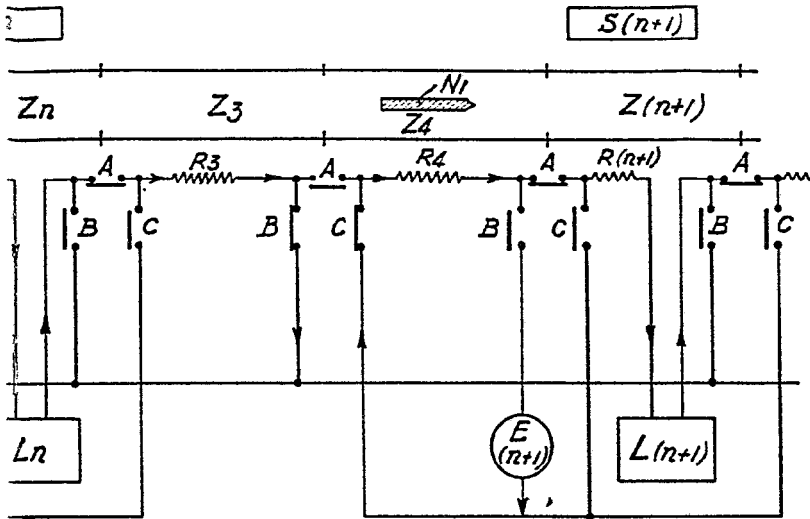 S(n+1)
N1
Zn Z3 Z4 Z(n+1)
A R3 A R4 A R(n+1) A
B C B C B C B C
Ln E (n+1) L(n+1)